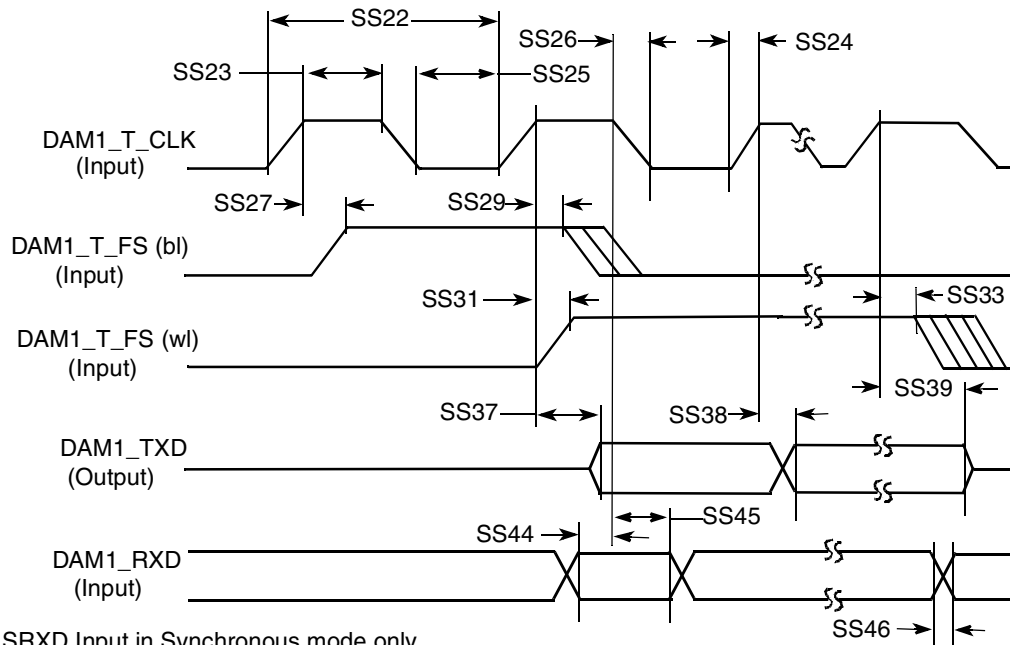 SS22
SS26
SS24
SS23
SS25
DAM1_T_CLK
(Input)
SS27
SS29
DAM1_T_FS (bl)
(Input)
SS31
SS33
DAM1_T_FS (wl)
(Input)
SS39
SS37
SS38
DAM1_TXD
(Output)
SS44
SS45
DAM1_RXD
(Input)
SS46
SRXD Input in Synchronous mode only